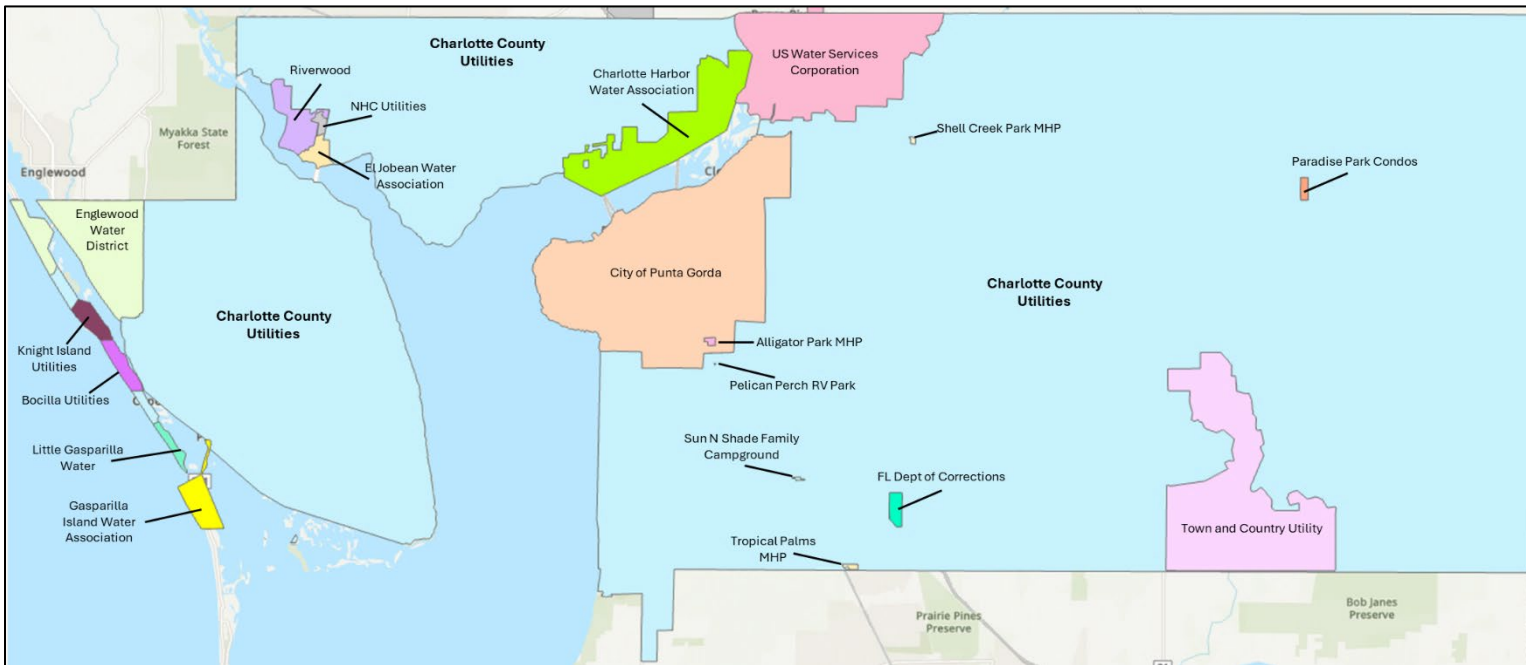 Charlotte County
Utilities
US Water Services
Corporation
Riverwood
Charlotte Harbor
Water Association
NHC Utilities
Myakka State
Forest
Shell Creek Park MHP
Englewood
El Jobean Water
Association
Paradise Park Condos
Englewood
Water
District
City of Punta Gorda
Charlotte County
Utilities
Charlotte County
Utilities
Knight Island
Utilities
Alligator Park MHP
Pelican Perch RV Park
Bocilla Utilities
Little Gasparilla
Water
Sun N Shade Family
Campground
FL Dept of Corrections
Gasparilla
Island Water
Association
Town and Country Utility
Tropical Palms
MHP
Prairie Pines
Preserve
Bob Janes
Preserve